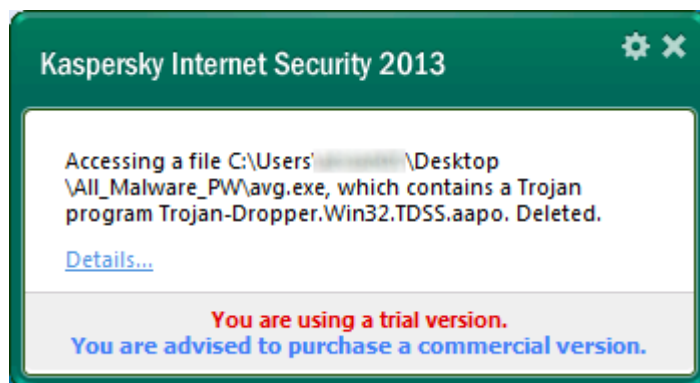 Kaspersky Internet Security 2013
Accessing a file C:\Users\ \Desktop
\All_Malware_PW\avg.exe, which contains a Trojan
program Trojan-Dropper.Win32.TDSS.aapo. Deleted.
Details...
You are using a trial version.
You are advised to purchase a commercial version.